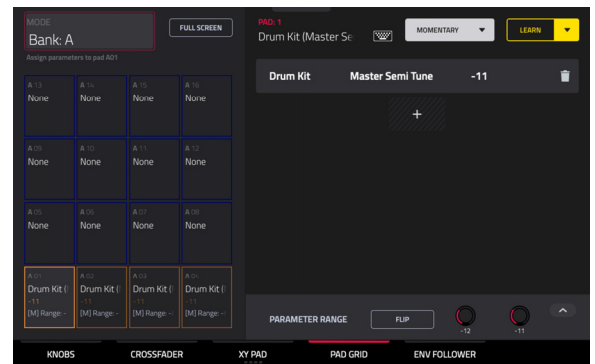 MODE
Bank: A
FULL SCREEN
Assign parameters to pad A01
A 13
None
A 14
None
A 15
None
A 16
None
A 09
None
A 10
None
A 11
None
A 12
None
A 05
None
A 06
None
A 07
None
A 08
None
A 01
Drum Kit (
-11
[M] Range: -
A 02
Drum Kit (
-11
[M] Range: -
A 03
Drum Kit (
-11
[M] Range: -
A 04
Drum Kit (
-11
[M] Range: -
PAD: 1
Drum Kit (Master Se
MOMENTARY
LEARN
Drum Kit Master Semi Tune -11
+
PARAMETER RANGE
FLIP
-12
-11
KNOBS CROSSFADER XY PAD PAD GRID ENV FOLLOWER